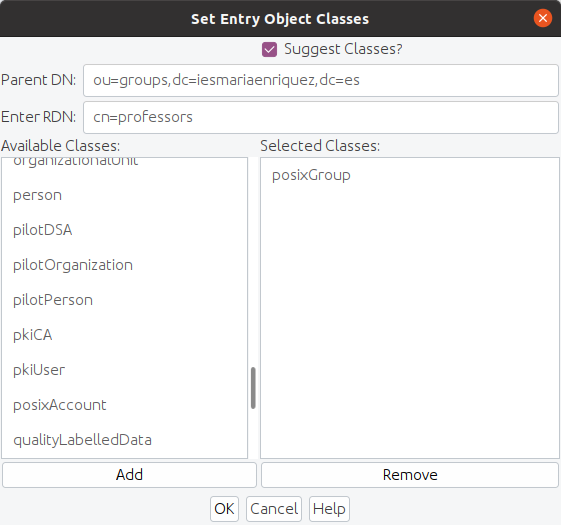 Set Entry Object Classes
Suggest Classes?
Parent DN: ou=groups,dc=iesmariaenriquez,dc=es
Enter RDN: cn=professors
Available Classes: Selected Classes:
organizationalUnit posixGroup
person
pilotDSA
pilotOrganization
pilotPerson
pkiCA
pkiUser
posixAccount
qualityLabelledData
Add Remove
OK Cancel Help